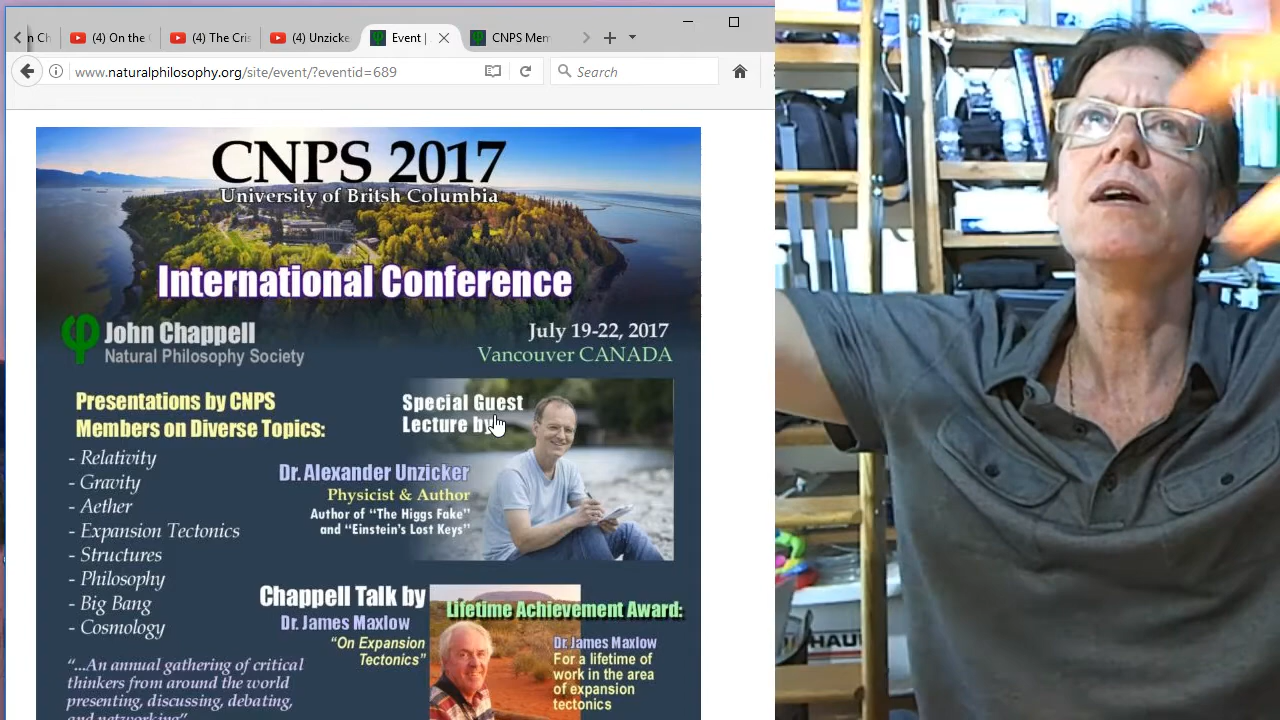 n Ch
(4) On the
(4) The Cris
(4) Unzicke
Event |
CNPS Mem
www.naturalphilosophy.org/site/event/?eventid=689
Search
CNPS 2017
University of Britsh Columbia
International Conference
John Chappell
Natural Philosophy Society
July 19-22, 2017
Vancouver CANADA
Presentations by CNPS
Members on Diverse Topics:
- Relativity
- Gravity
- Aether
- Expansion Tectonics
- Structures
- Philosophy
- Big Bang
- Cosmology
Special Guest
Lecture by
Dr. Alexander Unzicker
Physicist & Author
Author of "The Higgs Fake"
and "Einstein's Lost Keys"
Chappell Talk by
Dr. James Maxlow
"On Expansion
Tectonics"
Lifetime Achievement Award:
Dr. James Maxlow
For a lifetime of
work in the area
of expansion
tectonics
"...An annual gathering of critical
thinkers from around the world
presenting, discussing, debating,
and networking"
HAU